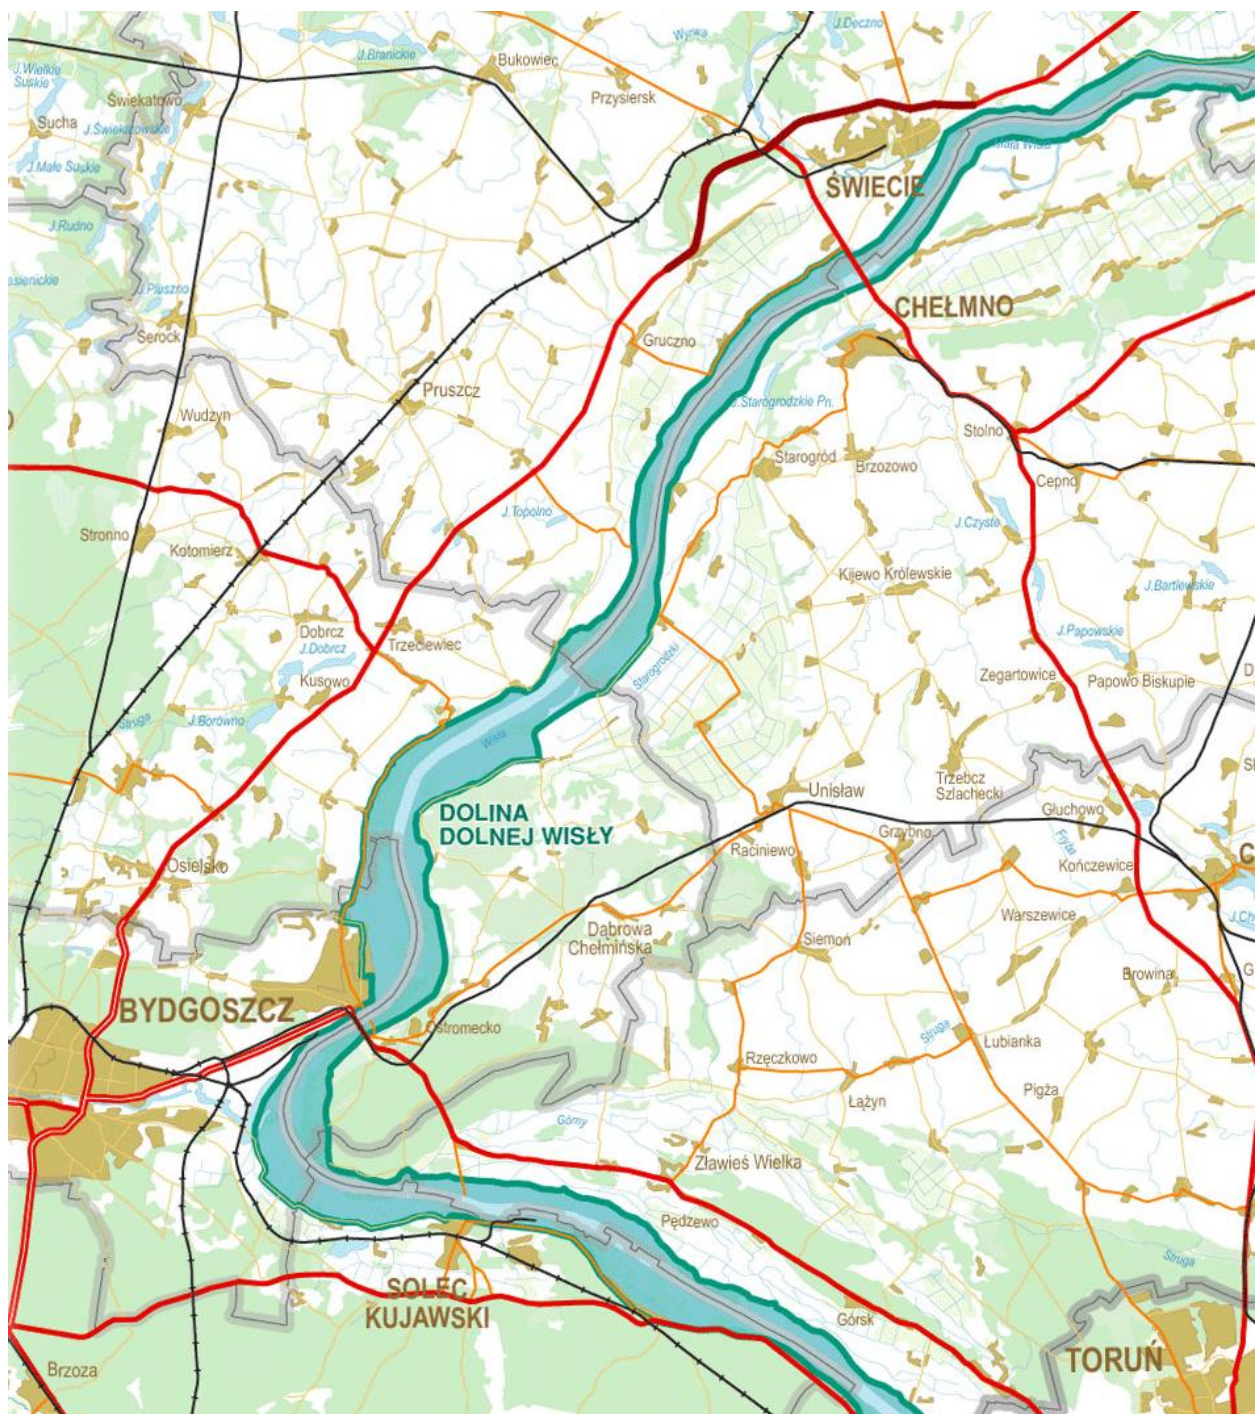 J.Deczno
J.Branickie
Wyrwa
Bukowiec
J.Wielkie
Suskie
Świekatowo
Przysiersk
Sucha
J.Świekatowskie
J.Małe Suskie
Mała Wisła
ŚWIECIE
J.Rudno
J.Pluszno
CHEŁMNO
Serock
Gruczno
Pruszcz
J.Starogrodzkie Pn.
Wudzyn
Stolno
Starogród
Brzozowo
Cepno
J.Topolno
J.Czyste
Stronno
Kotomierz
Kijewo Królewskie
J.Bartlewskie
Dobrcz
J.Dobrcz
Trzeciewiec
J.Papowskie
Kusowo
Starogrodzki
Zegartowice
Papowo Biskupie
Struga
J.Borówno
Wisła
Unisław
Trzebcz
Szlachecki
Głuchowo
DOLINA
DOLNEJ WISŁY
Grzybno
Fryba
Raciniewo
Kończewice
Osielsko
Warszewice
Dąbrowa
Chełmińska
Siemoń
Browina
BYDGOSZCZ
Ostromecko
Struga
Łubianka
Rzęczkowo
Pigża
Łążyn
Górny
Zławieś Wielka
Pędzewo
Struga
SOLEC
KUJAWSKI
Górsk
TORUŃ
Brzoza